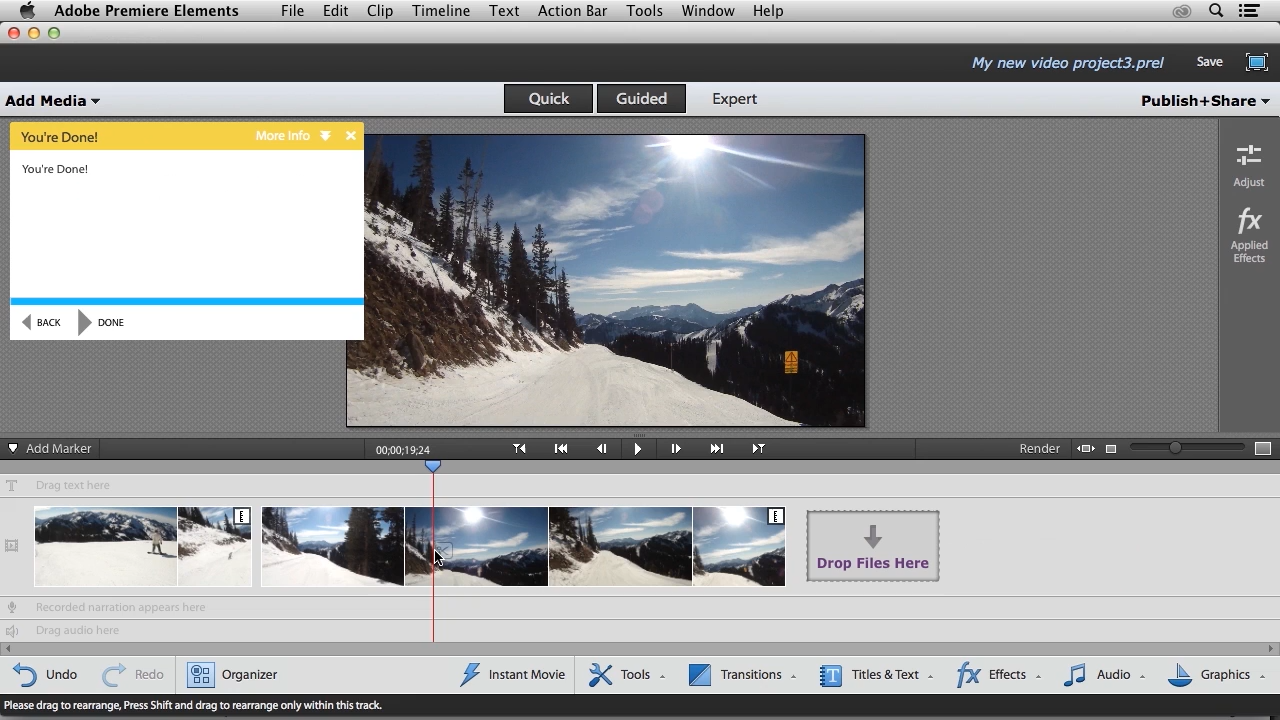 Adobe Premiere Elements File Edit Clip Timeline Text Action Bar Tools Window Help
My new video project3.prel Save
Add Media Quick Guided Expert Publish+Share
You're Done! More Info
You're Done!
Adjust
fx
Applied
Effects
BACK DONE
Add Marker 00;00;19;24 Render
T Drag text here
Drop Files Here
Recorded narration appears here
Drag audio here
Undo Redo Organizer Instant Movie Tools Transitions T Titles & Text fx Effects Audio Graphics
Please drag to rearrange, Press Shift and drag to rearrange only within this track.